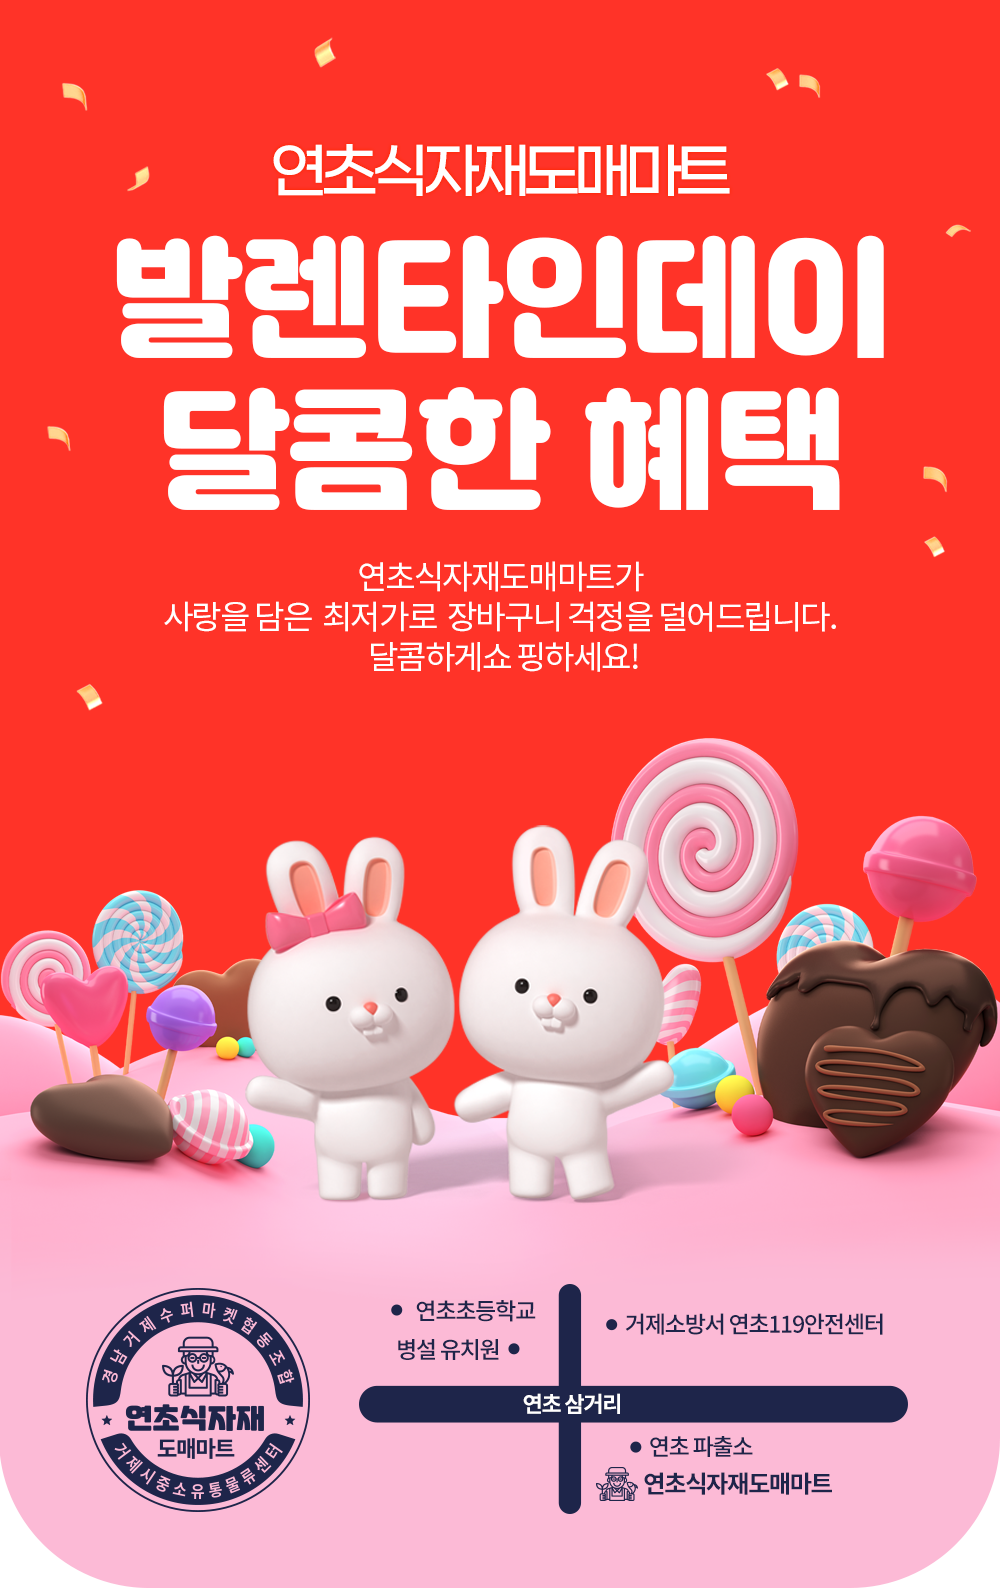 연초식자재도매마트
발렌타인데이
달콤한 혜택
연초식자재도매마트가
사랑을 담은 최저가로 장바구니 걱정을 덜어드립니다.
달콤하게쇼 핑하세요!
경남거제수퍼마켓협동조합
연초식자재
도매마트
거제시중소유통물류센터
연초초등학교
병설 유치원
거제소방서 연초119안전센터
연초 삼거리
연초 파출소
연초식자재도매마트